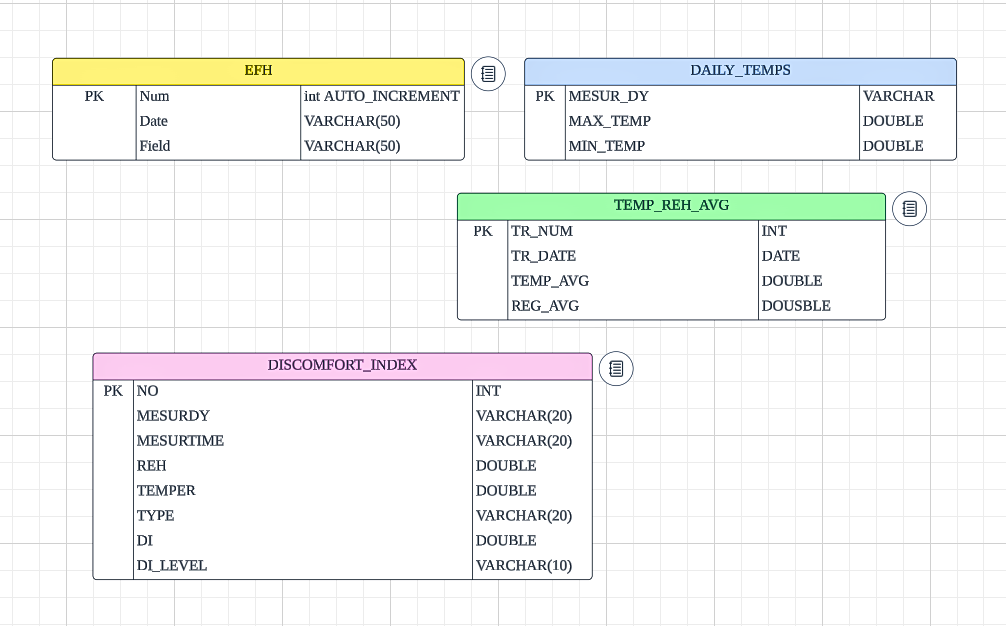 EFH
PK Num int AUTO_INCREMENT
Date VARCHAR(50)
Field VARCHAR(50)
DAILY_TEMPS
PK MESUR_DY VARCHAR
MAX_TEMP DOUBLE
MIN_TEMP DOUBLE
TEMP_REH_AVG
PK TR_NUM INT
TR_DATE DATE
TEMP_AVG DOUBLE
REG_AVG DOUSBLE
DISCOMFORT_INDEX
PK NO INT
MESURDY VARCHAR(20)
MESURTIME VARCHAR(20)
REH DOUBLE
TEMPER DOUBLE
TYPE VARCHAR(20)
DI DOUBLE
DI_LEVEL VARCHAR(10)